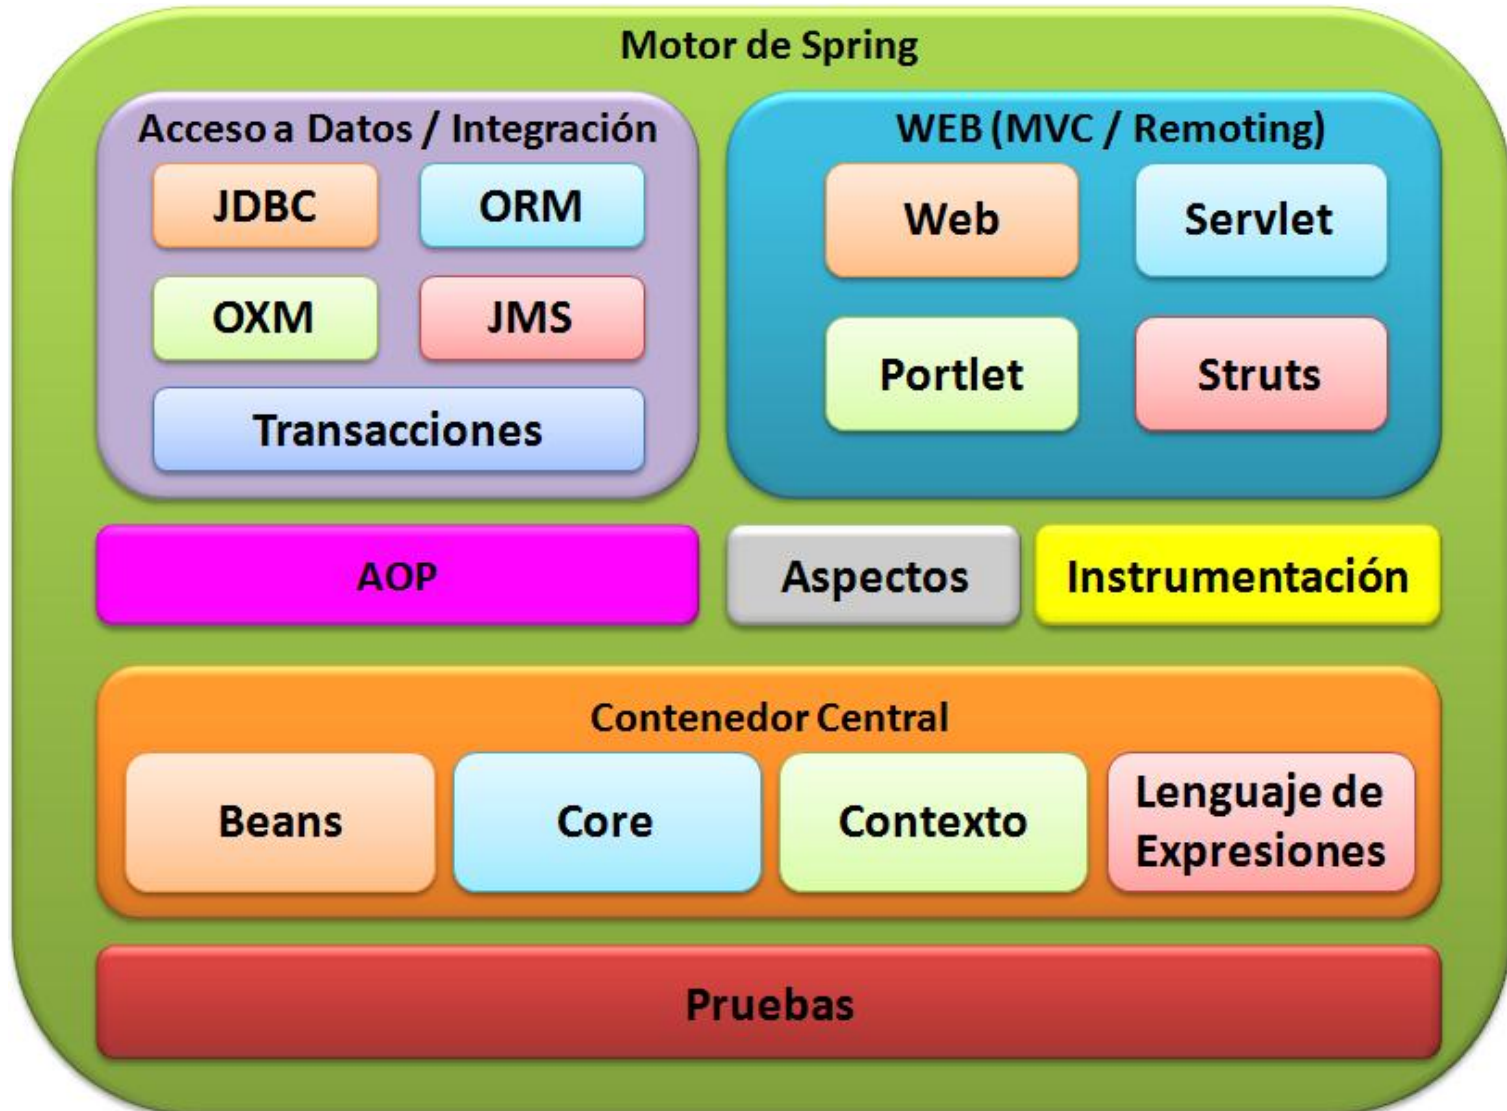 Motor de Spring
Acceso a Datos / Integración
JDBC
ORM
OXM
JMS
Transacciones
WEB (MVC / Remoting)
Web
Servlet
Portlet
Struts
AOP
Aspectos
Instrumentación
Contenedor Central
Beans
Core
Contexto
Lenguaje de
Expresiones
Pruebas